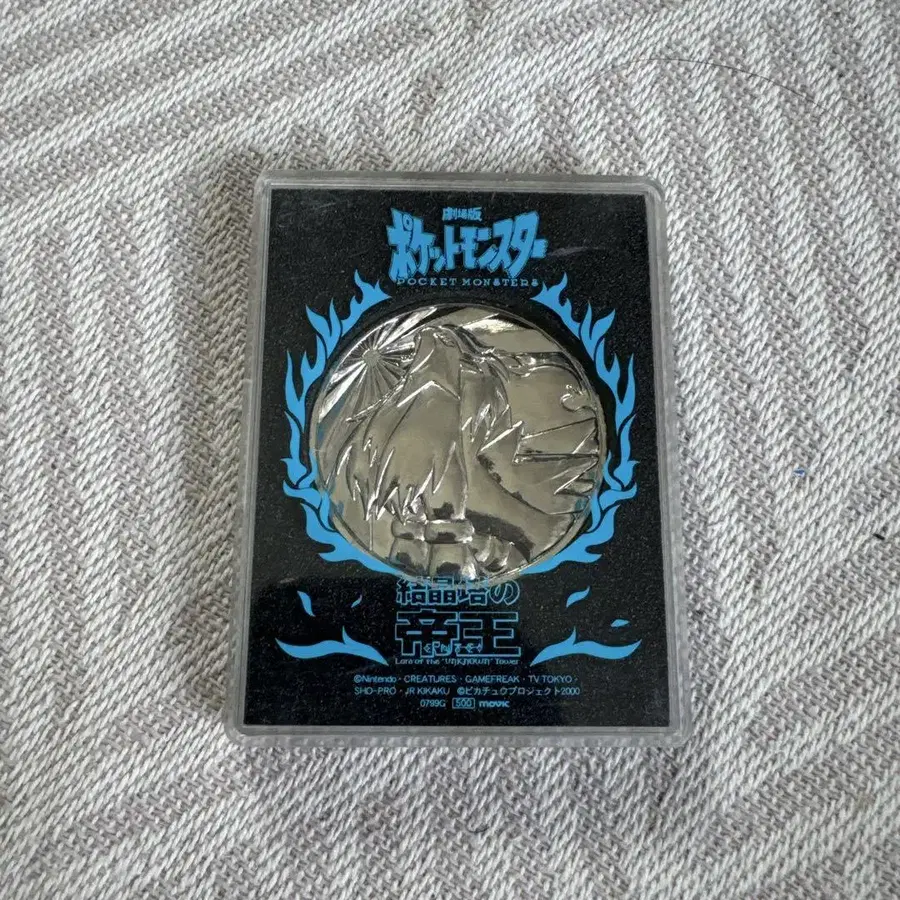 劇場版
ポケットモンスター
POCKET MONSTERS
結晶塔の
帝王
ENTEI
Lord of the "UNKNOWN" Tower
©Nintendo・CREATURES・GAMEFREAK・TV TOKYO・
SHO-PRO・JR KIKAKU ©ピカチュウプロジェクト2000
0799G 500 movic